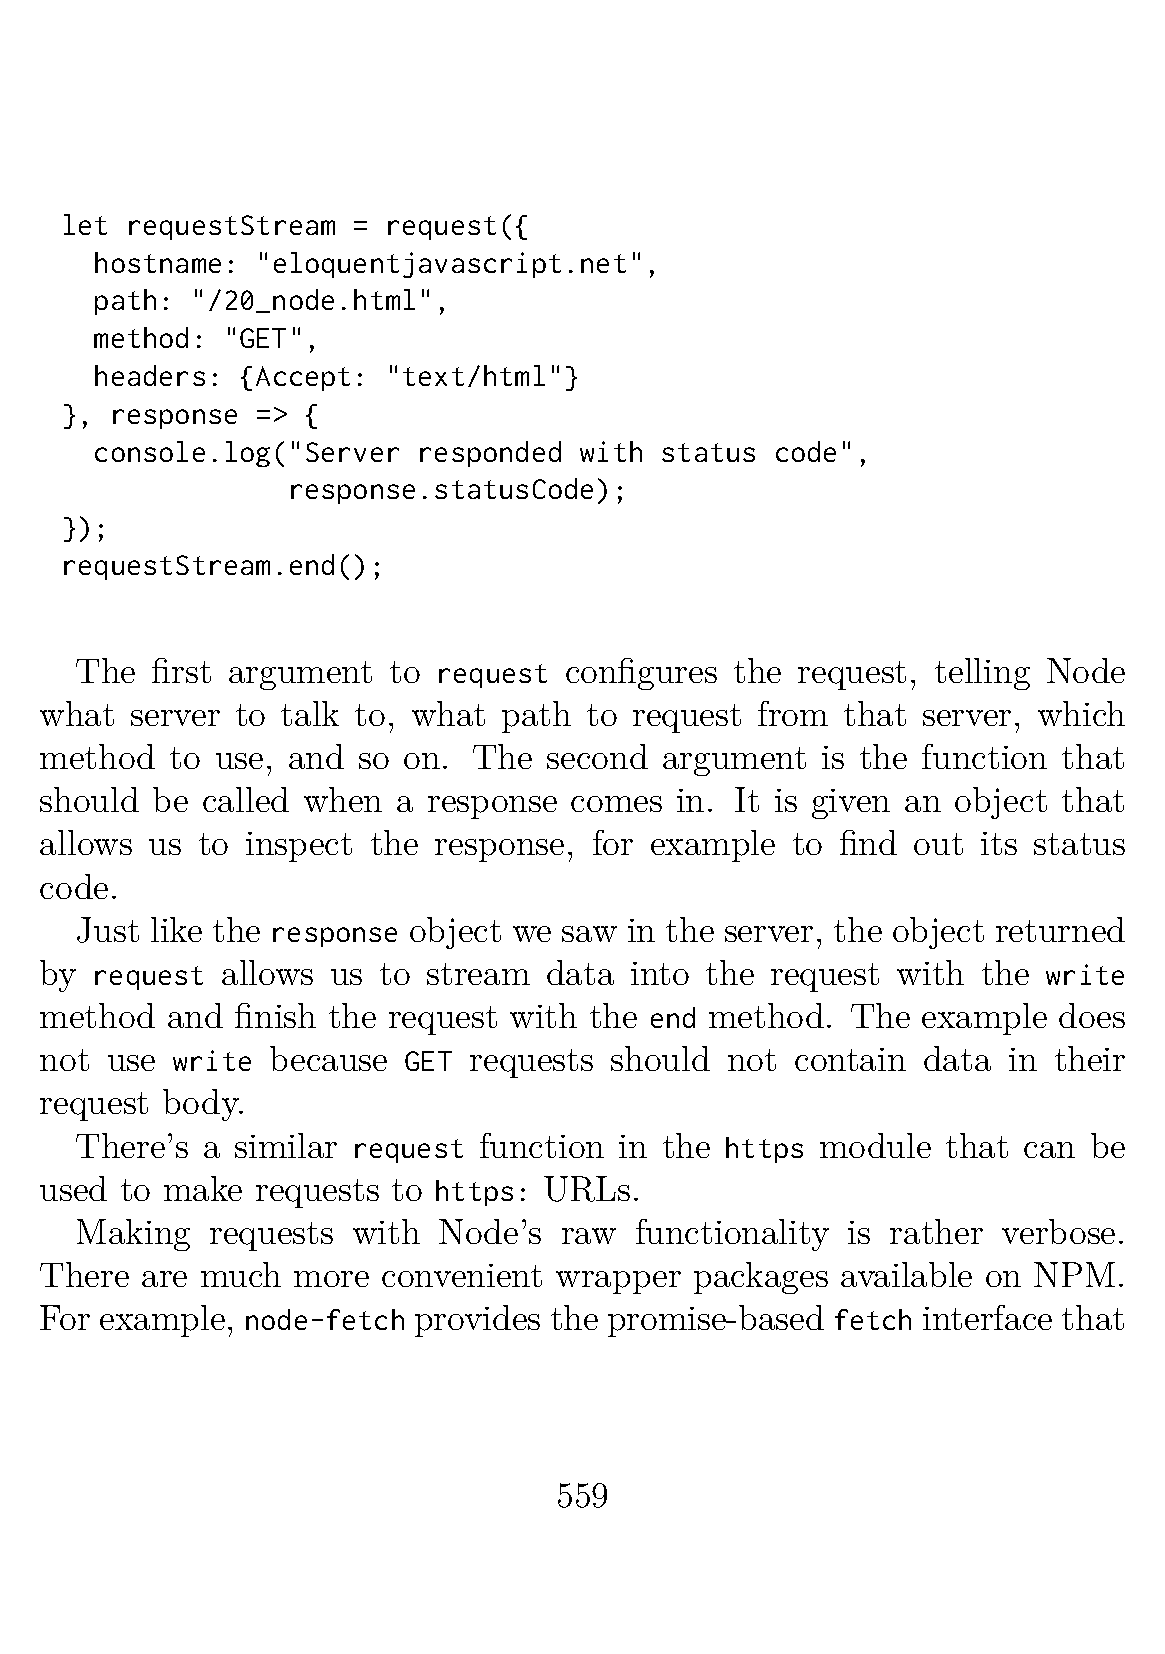 let requestStream = request({
  hostname: "eloquentjavascript.net",
  path: "/20_node.html",
  method: "GET",
  headers: {Accept: "text/html"}
}, response => {
  console.log("Server responded with status code",
              response.statusCode);
});
requestStream.end();
The first argument to request configures the request, telling Node
what server to talk to, what path to request from that server, which
method to use, and so on. The second argument is the function that
should be called when a response comes in. It is given an object that
allows us to inspect the response, for example to find out its status
code.
Just like the response object we saw in the server, the object returned
by request allows us to stream data into the request with the write
method and finish the request with the end method. The example does
not use write because GET requests should not contain data in their
request body.
There's a similar request function in the https module that can be
used to make requests to https: URLs.
Making requests with Node's raw functionality is rather verbose.
There are much more convenient wrapper packages available on NPM.
For example, node-fetch provides the promise-based fetch interface that
559